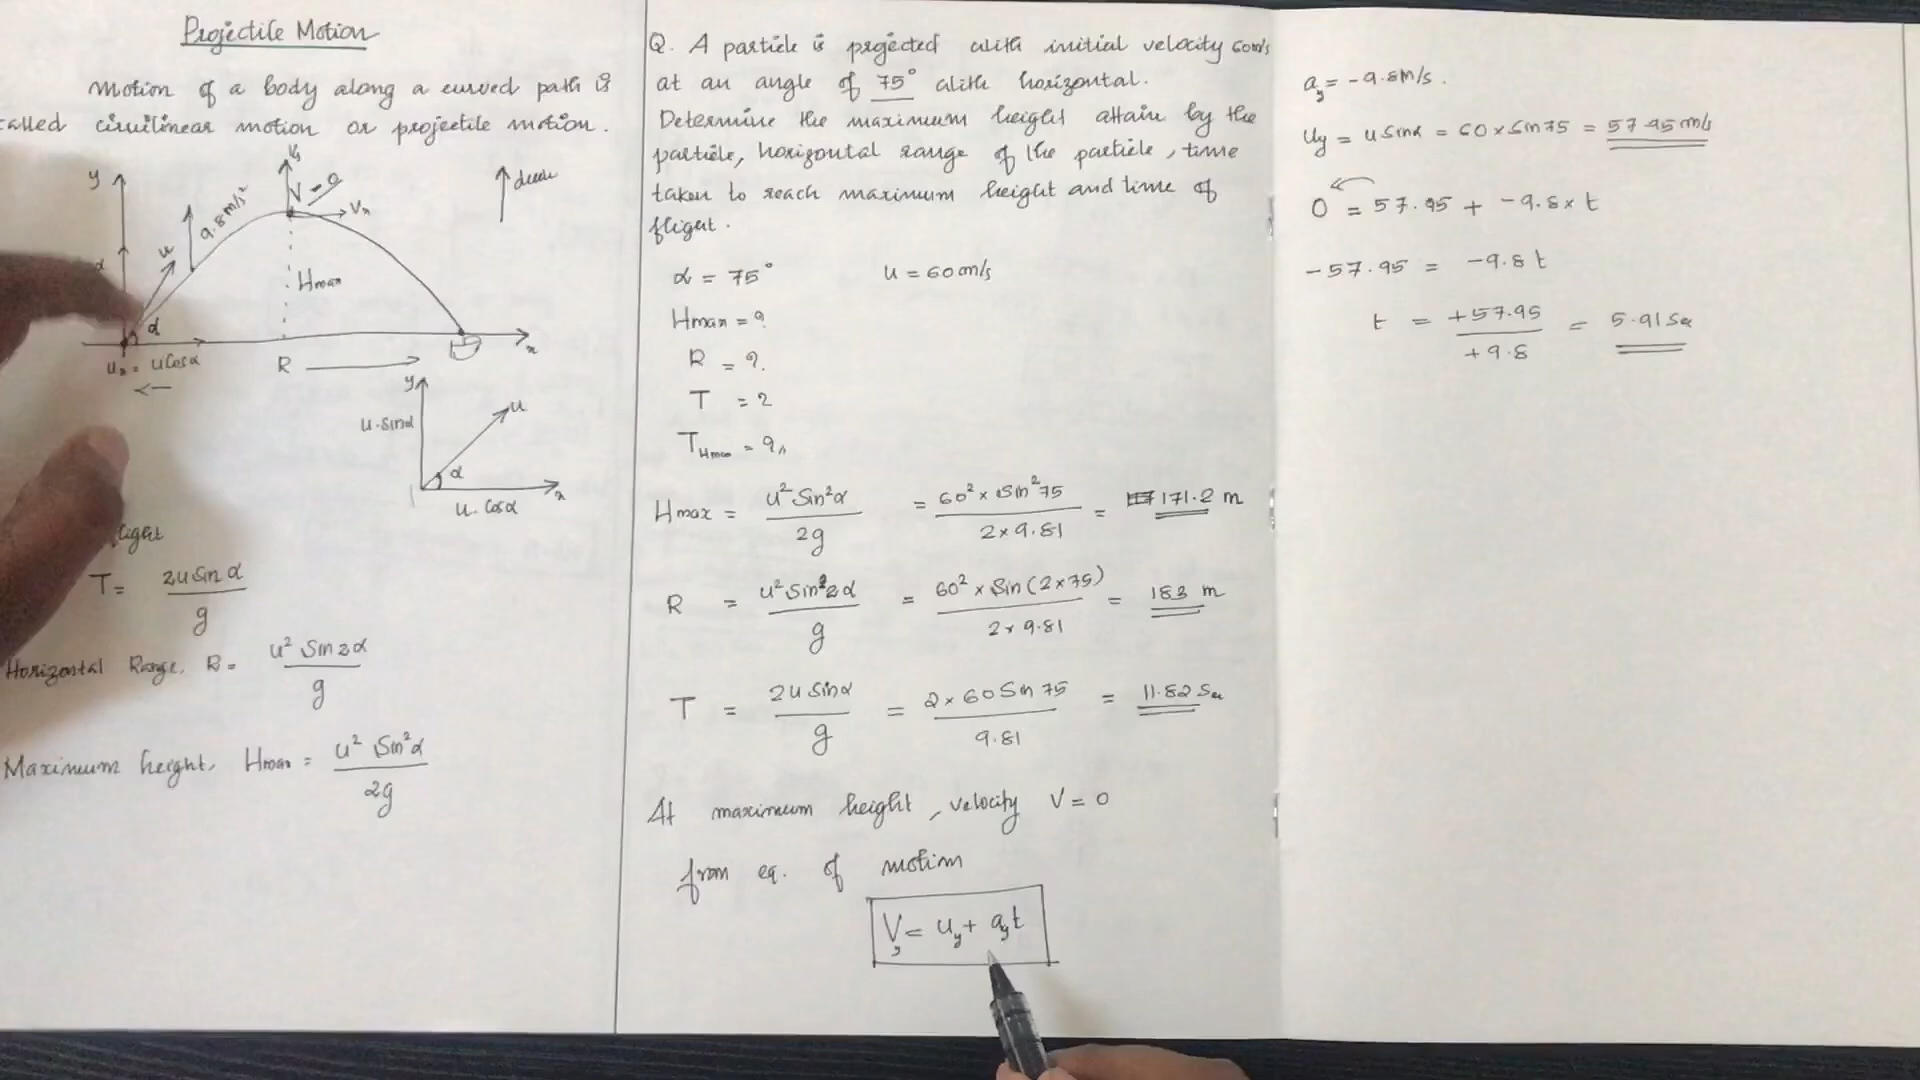 Projectile Motion
Motion of a body along a curved path is
called curvilinear motion or projectile motion.
y
9.8 m/s²
u
V = 0
Vx
Hmax
α
x
ux = u Cos α
R
y
u. Sin α
u
α
u. Cos α
x
light
T = 2u Sin α / g
Horizontal Range, R = u² Sin 2α / g
Maximum height, Hmax = u² Sin² α / 2g
Q. A particle is projected with initial velocity 60m/s
at an angle of 75° with horizontal.
Determine the maximum height attain by the
particle, horizontal range of the particle, time
taken to reach maximum height and time of
flight.
α = 75° u = 60 m/s
Hmax = ?
R = ?
T = ?
THmax = ?
Hmax = u² Sin² α / 2g = 60² × Sin² 75 / 2 × 9.81 = 171.2 m
R = u² Sin 2α / g = 60² × Sin (2×75) / 2 × 9.81 = 183 m
T = 2u Sin α / g = 2 × 60 Sin 75 / 9.81 = 11.82 Sec
At maximum height, velocity V = 0
from eq. of motion
Vy = uy + ay t
ay = -9.8 m/s.
uy = u Sin α = 60 × Sin 75 = 57.95 m/s
0 = 57.95 + -9.8 × t
-57.95 = -9.8 t
t = +57.95 / +9.8 = 5.91 Sec